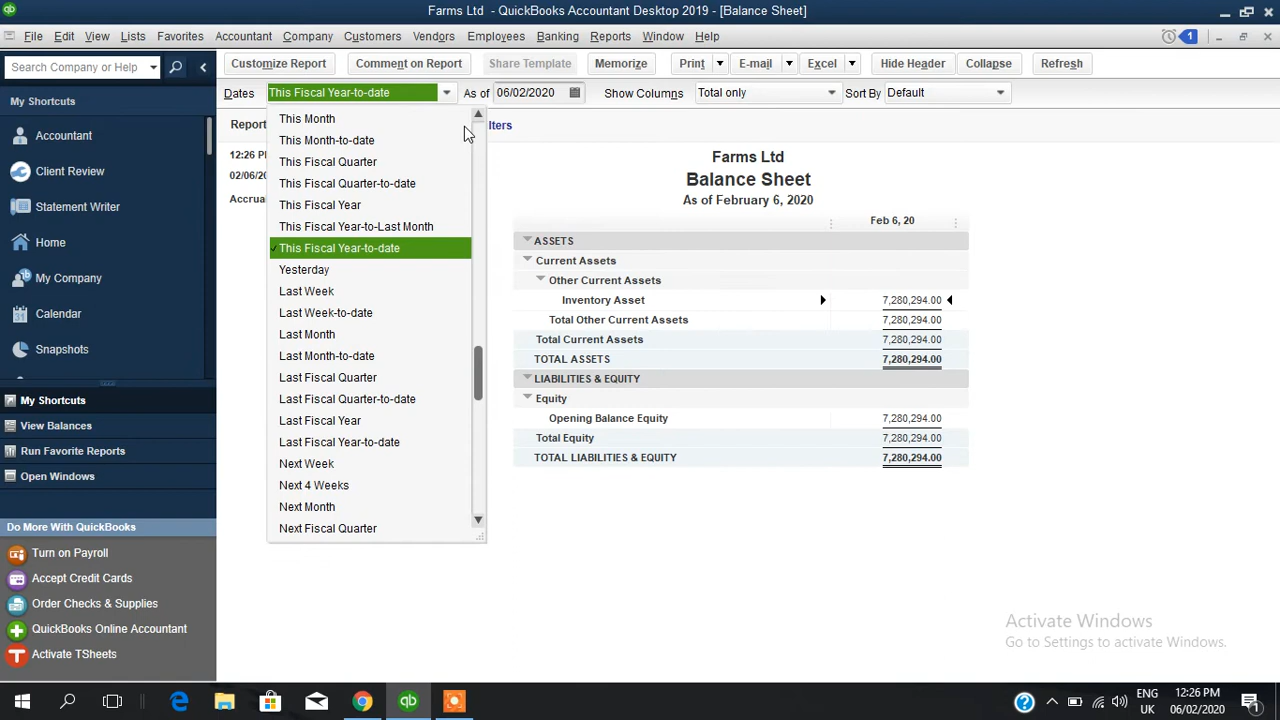 Farms Ltd - QuickBooks Accountant Desktop 2019 - [Balance Sheet]
File Edit View Lists Favorites Accountant Company Customers Vendors Employees Banking Reports Window Help 1
Search Company or Help
Customize Report Comment on Report Share Template Memorize Print E-mail Excel Hide Header Collapse Refresh
Dates This Fiscal Year-to-date As of 06/02/2020 Show Columns Total only Sort By Default
My Shortcuts
Accountant
Client Review
Statement Writer
Home
My Company
Calendar
Snapshots
My Shortcuts
View Balances
Run Favorite Reports
Open Windows
Do More With QuickBooks
Turn on Payroll
Accept Credit Cards
Order Checks & Supplies
QuickBooks Online Accountant
Activate TSheets
This Month
This Month-to-date
This Fiscal Quarter
This Fiscal Quarter-to-date
This Fiscal Year
This Fiscal Year-to-Last Month
This Fiscal Year-to-date
Yesterday
Last Week
Last Week-to-date
Last Month
Last Month-to-date
Last Fiscal Quarter
Last Fiscal Quarter-to-date
Last Fiscal Year
Last Fiscal Year-to-date
Next Week
Next 4 Weeks
Next Month
Next Fiscal Quarter
Report
lters
12:26 P
02/06/20
Accrua
Farms Ltd
Balance Sheet
As of February 6, 2020
Feb 6, 20
ASSETS
Current Assets
Other Current Assets
Inventory Asset 7,280,294.00
Total Other Current Assets 7,280,294.00
Total Current Assets 7,280,294.00
TOTAL ASSETS 7,280,294.00
LIABILITIES & EQUITY
Equity
Opening Balance Equity 7,280,294.00
Total Equity 7,280,294.00
TOTAL LIABILITIES & EQUITY 7,280,294.00
Activate Windows
Go to Settings to activate Windows.
ENG
UK
12:26 PM
06/02/2020
1